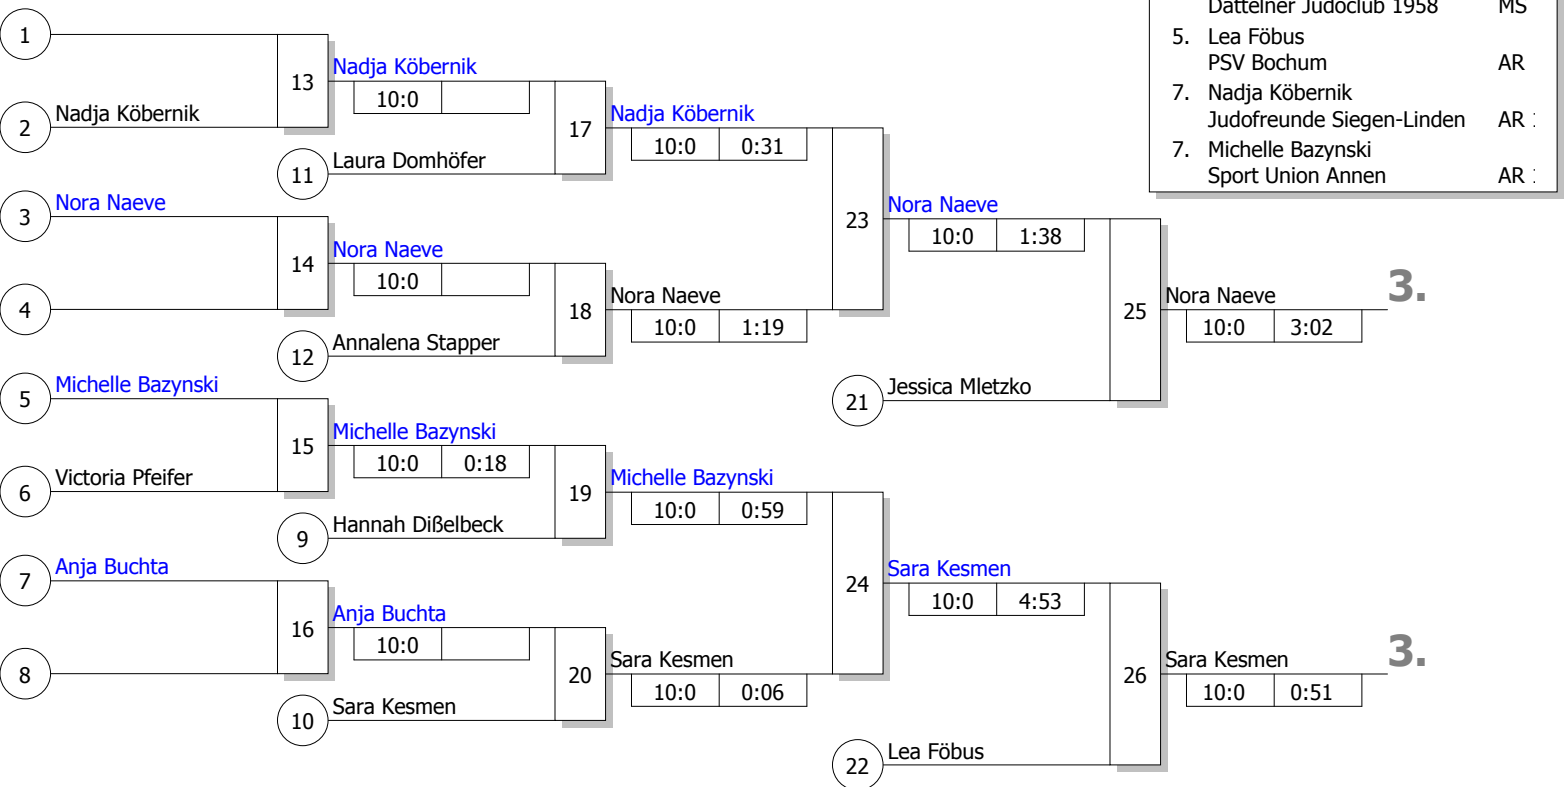 Dattelner Judoclub 1958 MS
5. Lea Föbus
PSV Bochum AR
7. Nadja Köbernik
Judofreunde Siegen-Linden AR
7. Michelle Bazynski
Sport Union Annen AR
1
13
Nadja Köbernik
10:0
2 Nadja Köbernik
17
Nadja Köbernik
10:0 0:31
11 Laura Domhöfer
3 Nora Naeve
23
Nora Naeve
10:0 1:38
14
Nora Naeve
10:0
4
18
Nora Naeve
10:0 1:19
12 Annalena Stapper
25
Nora Naeve
10:0 3:02
3.
21 Jessica Mletzko
5 Michelle Bazynski
15
Michelle Bazynski
10:0 0:18
6 Victoria Pfeifer
19
Michelle Bazynski
10:0 0:59
9 Hannah Dißelbeck
7 Anja Buchta
24
Sara Kesmen
10:0 4:53
16
Anja Buchta
10:0
8
20
Sara Kesmen
10:0 0:06
10 Sara Kesmen
26
Sara Kesmen
10:0 0:51
3.
22 Lea Föbus